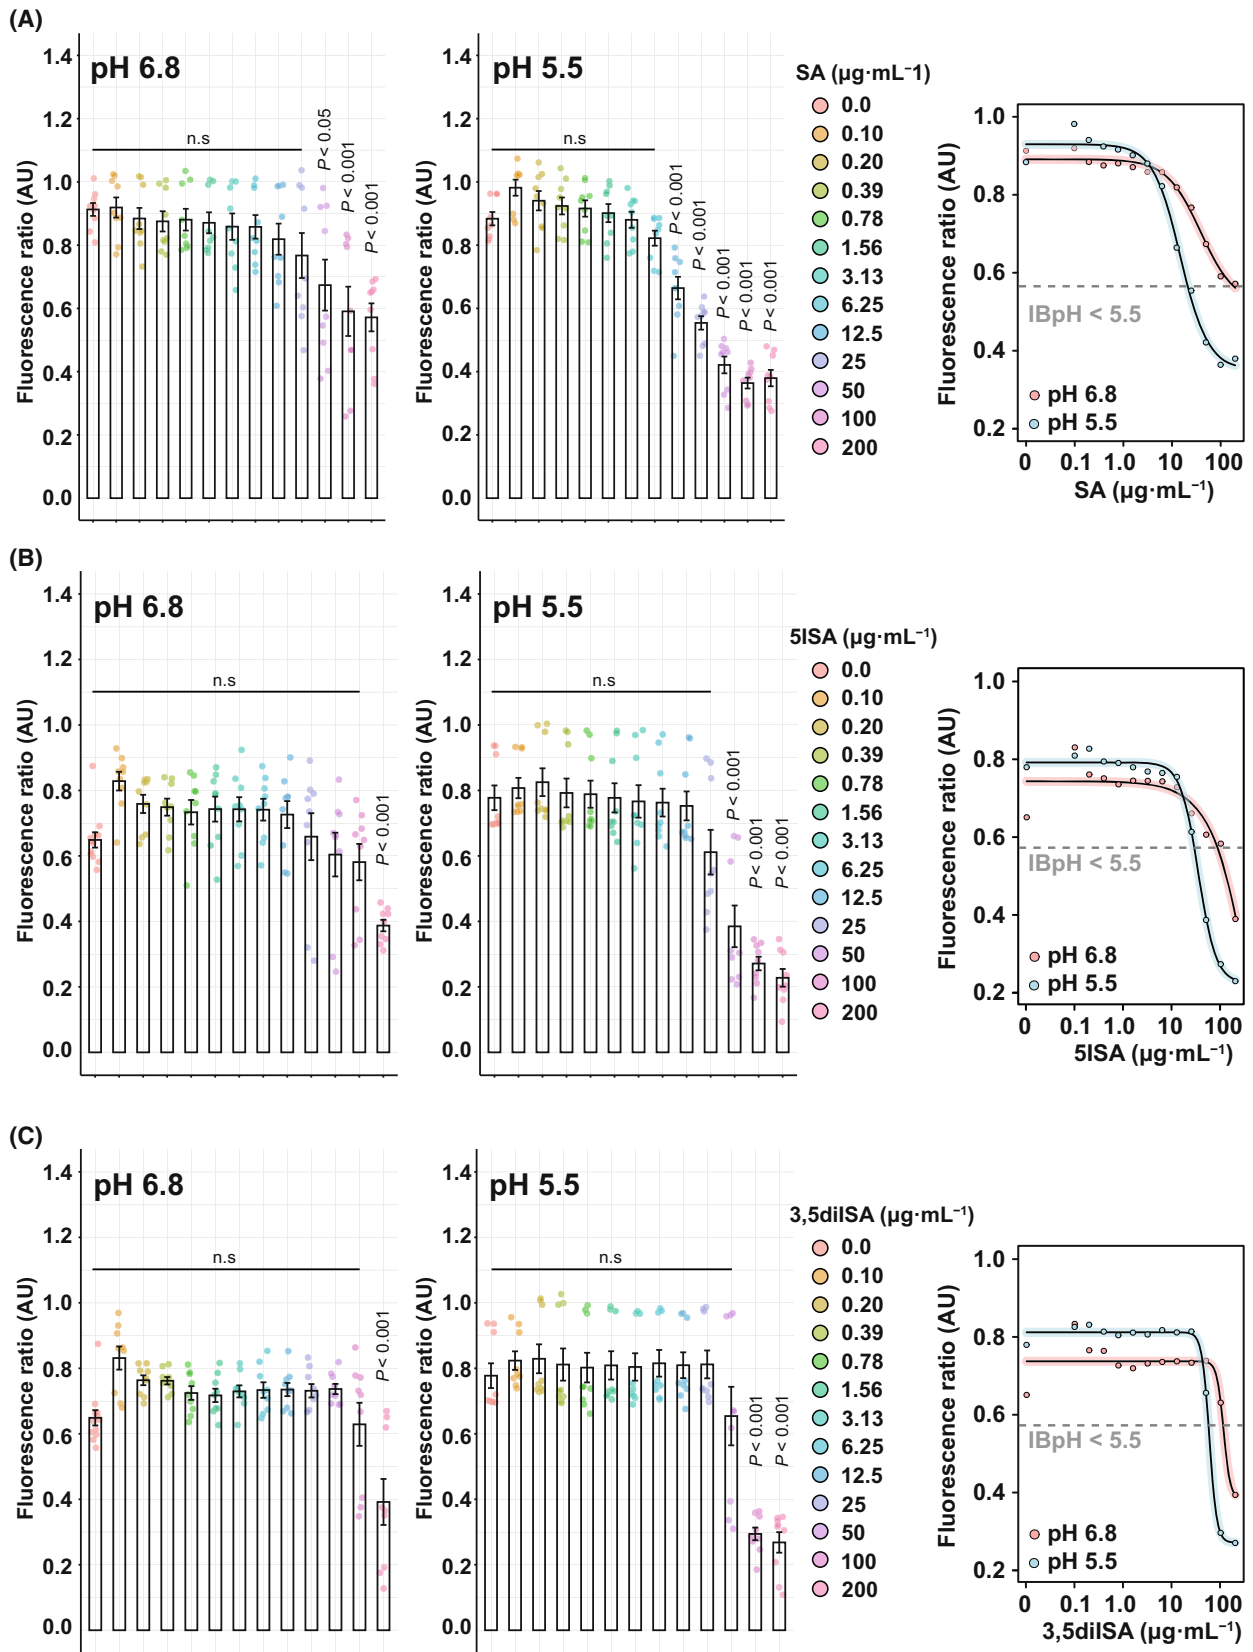 (A)
pH 6.8
Fluorescence ratio (AU)
1.4
1.2
1.0
0.8
0.6
0.4
0.2
0.0
n.s
P < 0.05
P < 0.001
P < 0.001
pH 5.5
Fluorescence ratio (AU)
1.4
1.2
1.0
0.8
0.6
0.4
0.2
0.0
n.s
P < 0.001
P < 0.001
P < 0.001
P < 0.001
P < 0.001
SA (µg·mL−1)
0.0
0.10
0.20
0.39
0.78
1.56
3.13
6.25
12.5
25
50
100
200
Fluorescence ratio (AU)
1.0
0.8
0.6
0.4
0.2
IBpH < 5.5
pH 6.8
pH 5.5
0 0.1 1.0 10 100
SA (µg·mL⁻¹)
(B)
pH 6.8
Fluorescence ratio (AU)
1.4
1.2
1.0
0.8
0.6
0.4
0.2
0.0
n.s
P < 0.001
pH 5.5
Fluorescence ratio (AU)
1.4
1.2
1.0
0.8
0.6
0.4
0.2
0.0
n.s
P < 0.001
P < 0.001
P < 0.001
5ISA (µg·mL⁻¹)
0.0
0.10
0.20
0.39
0.78
1.56
3.13
6.25
12.5
25
50
100
200
Fluorescence ratio (AU)
1.0
0.8
0.6
0.4
0.2
IBpH < 5.5
pH 6.8
pH 5.5
0 0.1 1.0 10 100
5ISA (µg·mL⁻¹)
(C)
pH 6.8
Fluorescence ratio (AU)
1.4
1.2
1.0
0.8
0.6
0.4
0.2
0.0
n.s
P < 0.001
pH 5.5
Fluorescence ratio (AU)
1.4
1.2
1.0
0.8
0.6
0.4
0.2
0.0
n.s
P < 0.001
P < 0.001
3,5diISA (µg·mL⁻¹)
0.0
0.10
0.20
0.39
0.78
1.56
3.13
6.25
12.5
25
50
100
200
Fluorescence ratio (AU)
1.0
0.8
0.6
0.4
0.2
IBpH < 5.5
pH 6.8
pH 5.5
0 0.1 1.0 10 100
3,5diISA (µg·mL⁻¹)